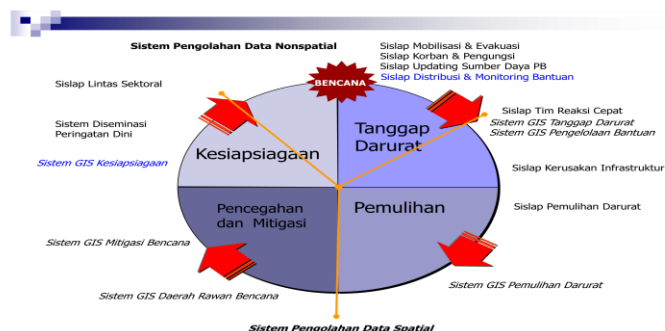 Sistem Pengolahan Data Nonspatial
Sislap Mobilisasi & Evakuasi
Sislap Korban & Pengungsi
Sislap Updating Sumber Daya PB
Sislap Distribusi & Monitoring Bantuan
BENCANA
Sislap Lintas Sektoral
Sistem Diseminasi
Peringatan Dini
Sistem GIS Kesiapsiagaan
Kesiapsiagaan
Tanggap
Darurat
Sislap Tim Reaksi Cepat
Sistem GIS Tanggap Darurat
Sistem GIS Pengelolaan Bantuan
Sislap Kerusakan Infrastruktur
Pencegahan
dan Mitigasi
Pemulihan
Sislap Pemulihan Darurat
Sistem GIS Mitigasi Bencana
Sistem GIS Daerah Rawan Bencana
Sistem GIS Pemulihan Darurat
Sistem Pengolahan Data Spatial